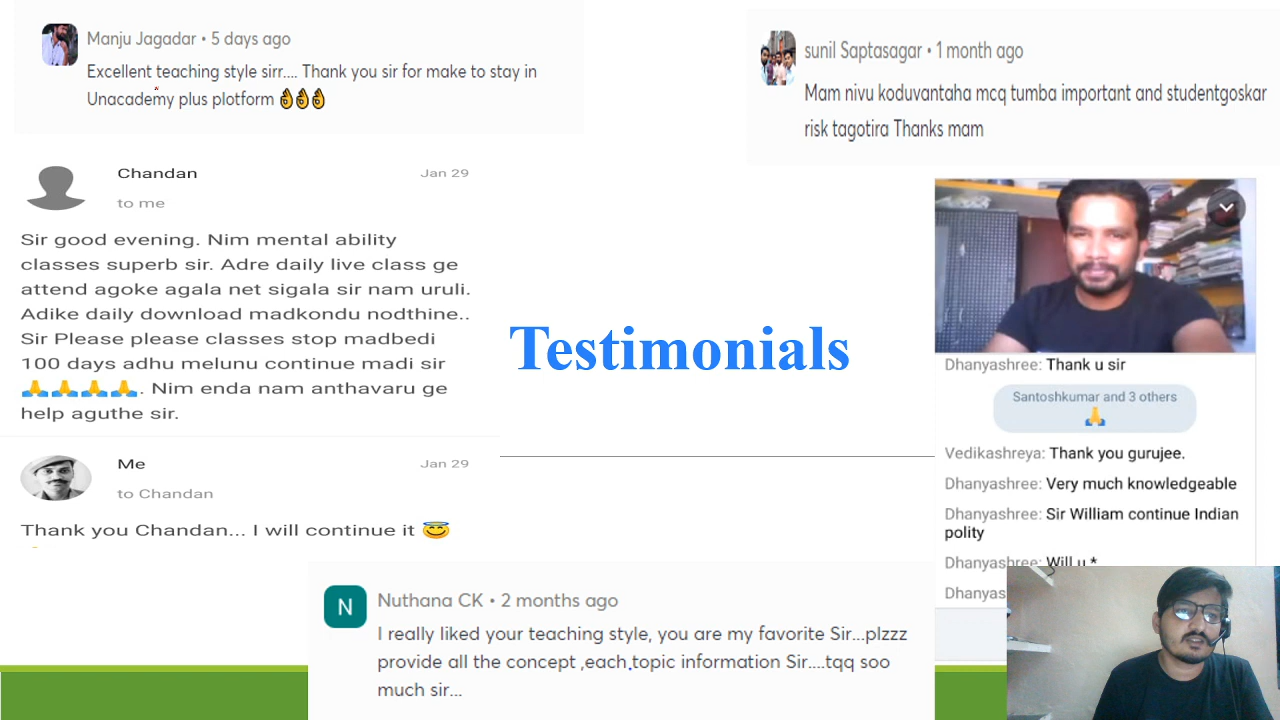 Manju Jagadar • 5 days ago
Excellent teaching style sirr.... Thank you sir for make to stay in
Unacademy plus plotform 👌👌👌
sunil Saptasagar • 1 month ago
Mam nivu koduvantaha mcq tumba important and studentgoskar
risk tagotira Thanks mam
Chandan
Jan 29
to me
Sir good evening. Nim mental ability
classes superb sir. Adre daily live class ge
attend agoke agala net sigala sir nam uruli.
Adike daily download madkondu nodthine..
Sir Please please classes stop madbedi
100 days adhu melunu continue madi sir
🙏🙏🙏🙏. Nim enda nam anthavaru ge
help aguthe sir.
Me
Jan 29
to Chandan
Thank you Chandan... I will continue it 😇
Testimonials
Dhanyashree: Thank u sir
Santoshkumar and 3 others
🙏
Vedikashreya: Thank you gurujee.
Dhanyashree: Very much knowledgeable
Dhanyashree: Sir William continue Indian
polity
Dhanyashree: Will u *
Dhanyas
N
Nuthana CK • 2 months ago
I really liked your teaching style, you are my favorite Sir...plzzz
provide all the concept ,each,topic information Sir....tqq soo
much sir...